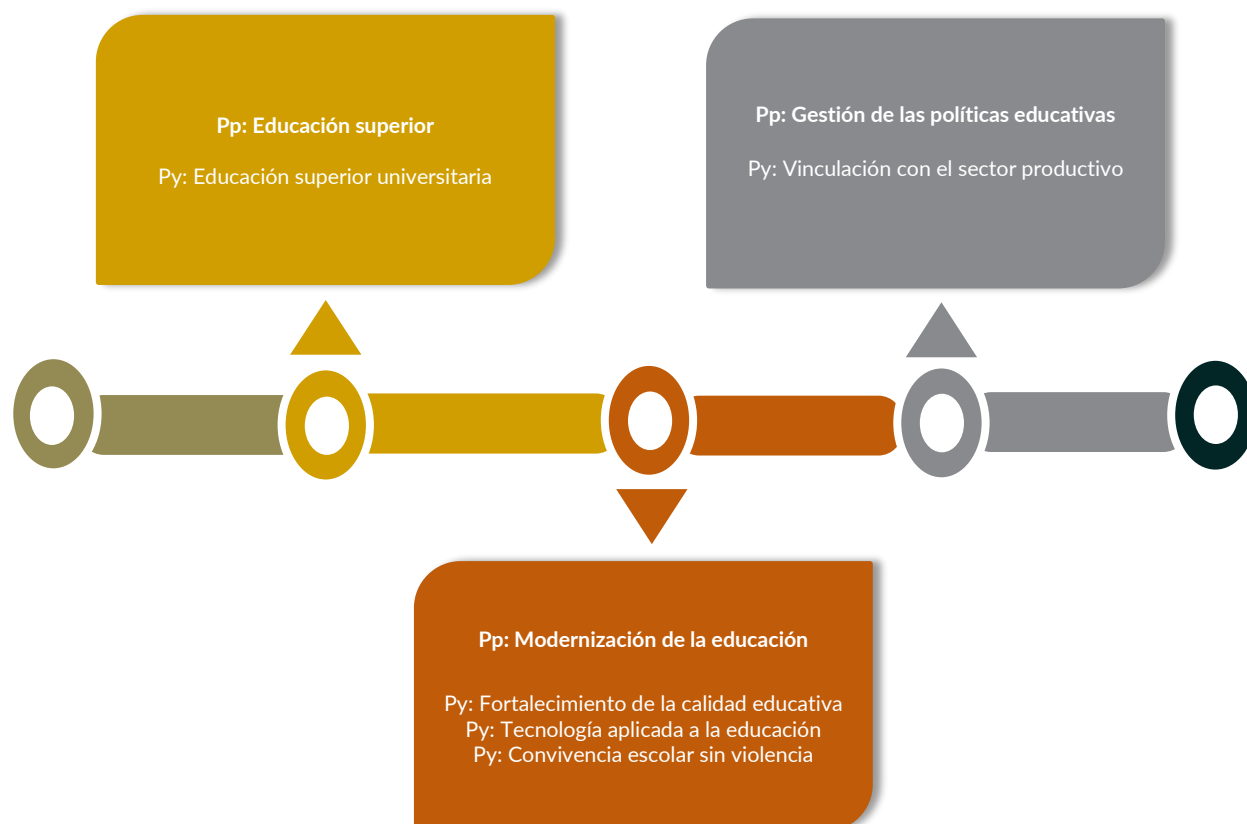 Pp: Educación superior
Py: Educación superior universitaria
Pp: Gestión de las políticas educativas
Py: Vinculación con el sector productivo
Pp: Modernización de la educación
Py: Fortalecimiento de la calidad educativa
Py: Tecnología aplicada a la educación
Py: Convivencia escolar sin violencia